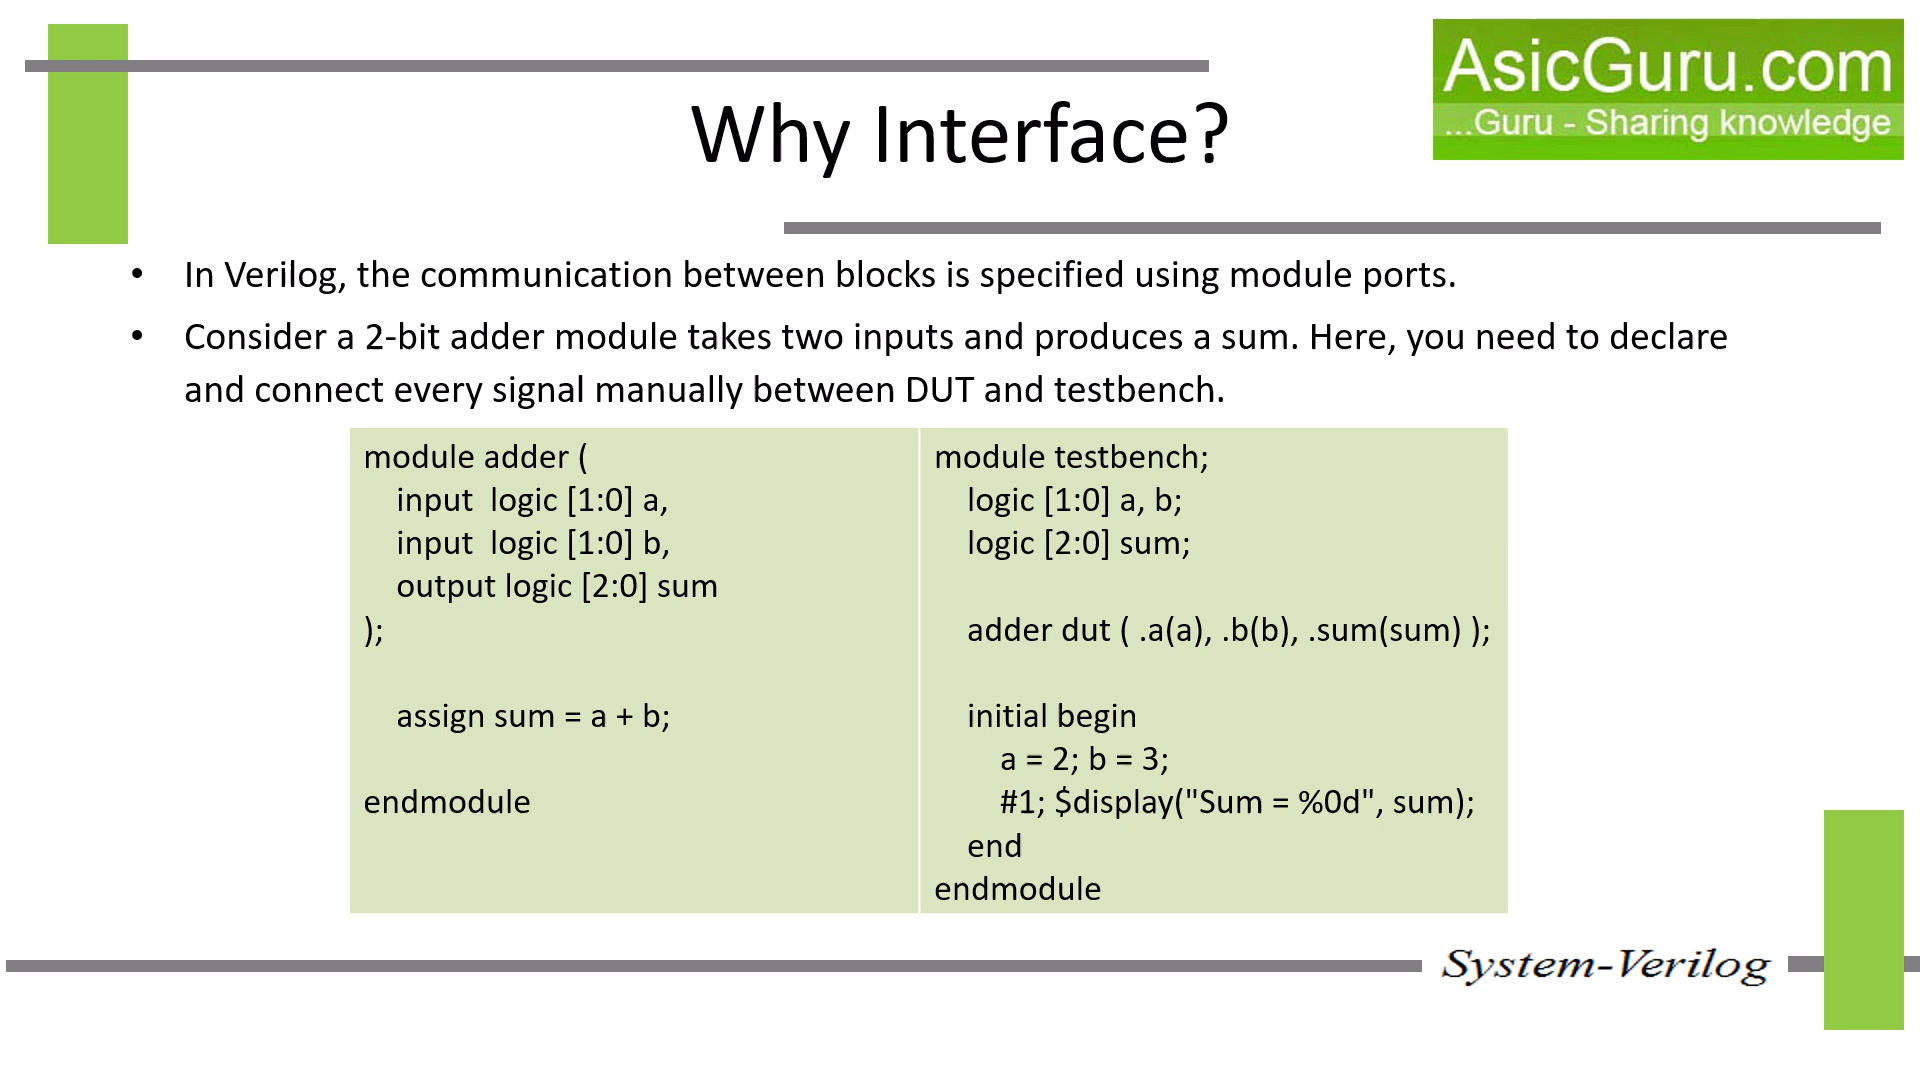 AsicGuru.com
...Guru - Sharing knowledge
Why Interface?
• In Verilog, the communication between blocks is specified using module ports.
• Consider a 2-bit adder module takes two inputs and produces a sum. Here, you need to declare
and connect every signal manually between DUT and testbench.
module adder (
    input  logic [1:0] a,
    input  logic [1:0] b,
    output logic [2:0] sum
);
    assign sum = a + b;
endmodule
module testbench;
    logic [1:0] a, b;
    logic [2:0] sum;
    adder dut ( .a(a), .b(b), .sum(sum) );
    initial begin
        a = 2; b = 3;
        #1; $display("Sum = %0d", sum);
    end
endmodule
System-Verilog